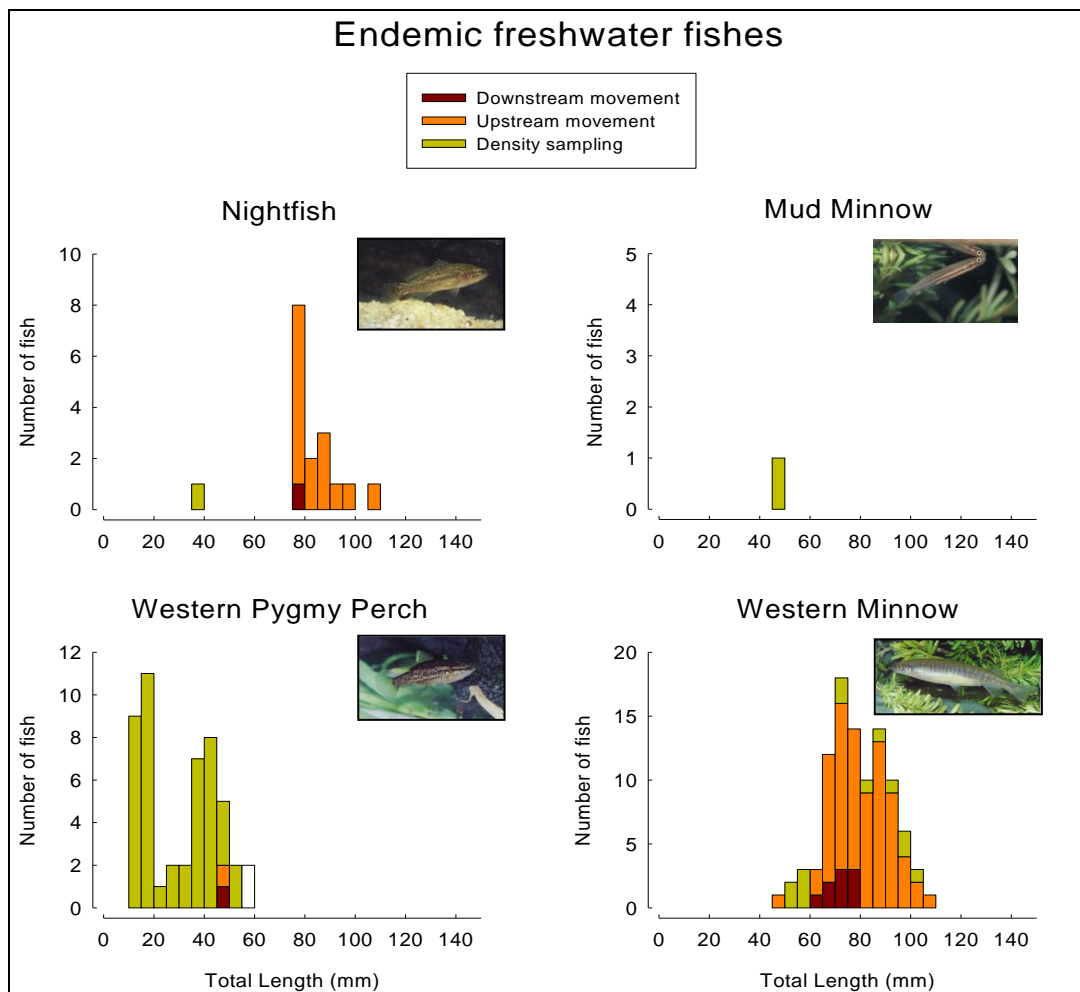 Endemic freshwater fishes
Downstream movement
Upstream movement
Density sampling
Nightfish
Number of fish
10
8
6
4
2
0
0 20 40 60 80 100 120 140
Mud Minnow
Number of fish
5
4
3
2
1
0
0 20 40 60 80 100 120 140
Western Pygmy Perch
Number of fish
12
10
8
6
4
2
0
0 20 40 60 80 100 120 140
Total Length (mm)
Western Minnow
Number of fish
20
15
10
5
0
0 20 40 60 80 100 120 140
Total Length (mm)